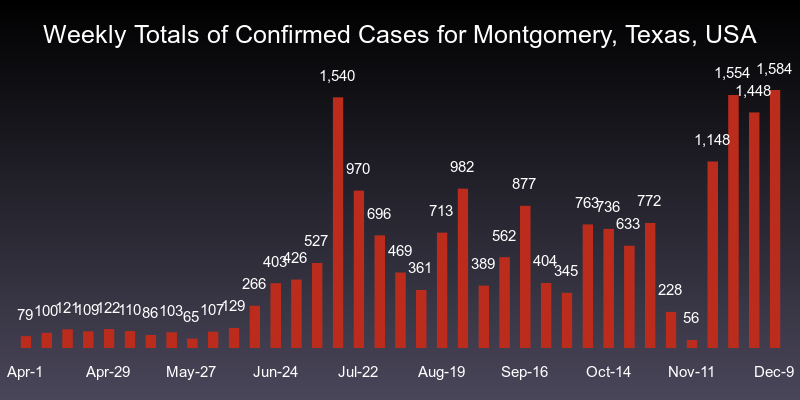 Weekly Totals of Confirmed Cases for Montgomery, Texas, USA
79 100 121 109 122 110 86 103 65 107 129 266 403 426 527 1,540 970 696 469 361 713 982 389 562 877 404 345 763 736 633 772 228 56 1,148 1,554 1,448 1,584
Apr-1 Apr-29 May-27 Jun-24 Jul-22 Aug-19 Sep-16 Oct-14 Nov-11 Dec-9